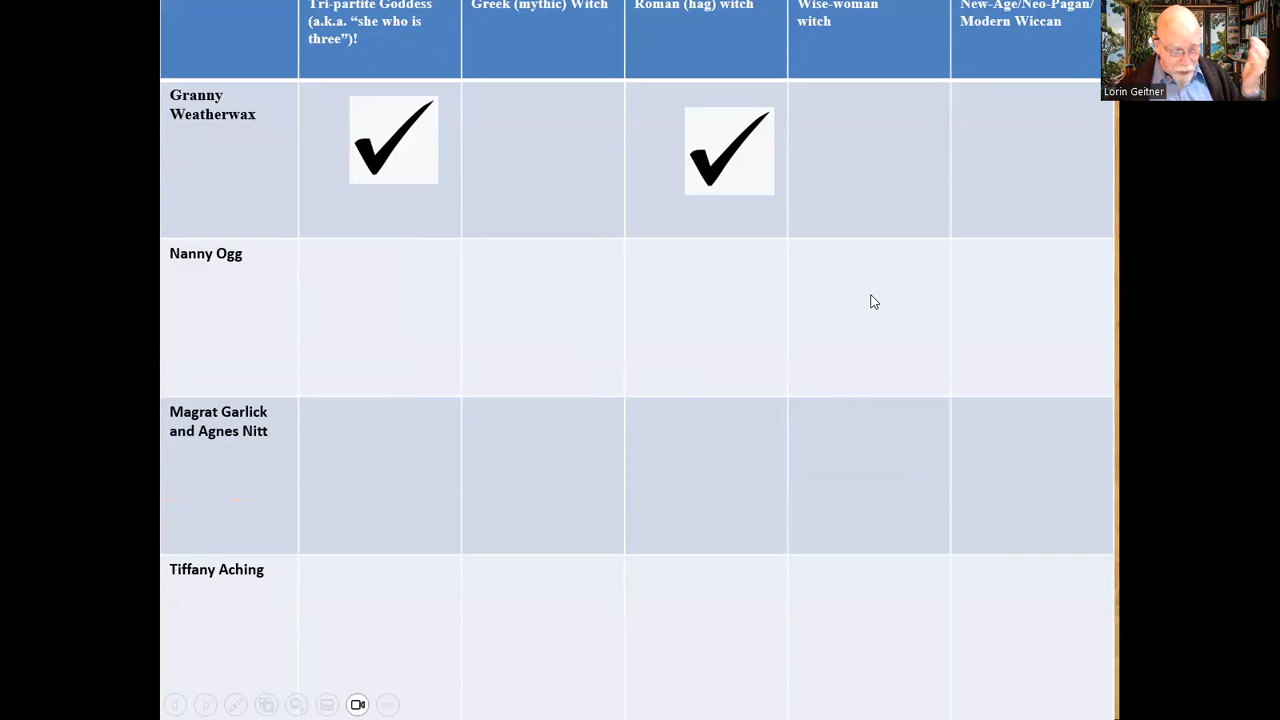 Tri-partite Goddess
(a.k.a. “she who is
three”)!
Greek (mythic) Witch
Roman (hag) witch
Wise-woman
witch
New-Age/Neo-Pagan/
Modern Wiccan
Lorin Geitner
Granny
Weatherwax
Nanny Ogg
Magrat Garlick
and Agnes Nitt
Tiffany Aching